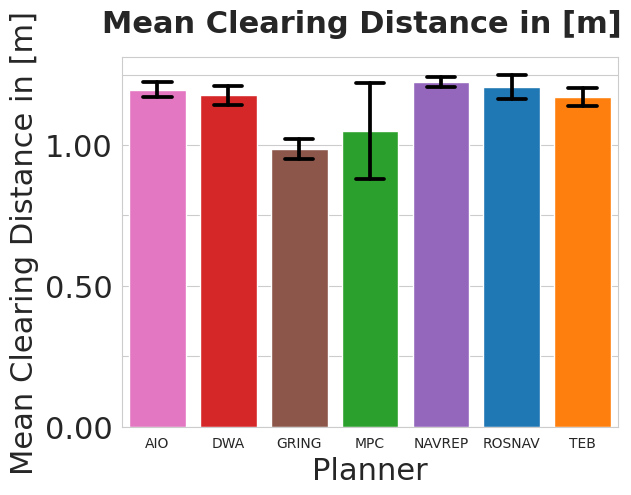 Mean Clearing Distance in [m]
Mean Clearing Distance in [m]
1.00
0.50
0.00
AIO DWA GRING MPC NAVREP ROSNAV TEB
Planner